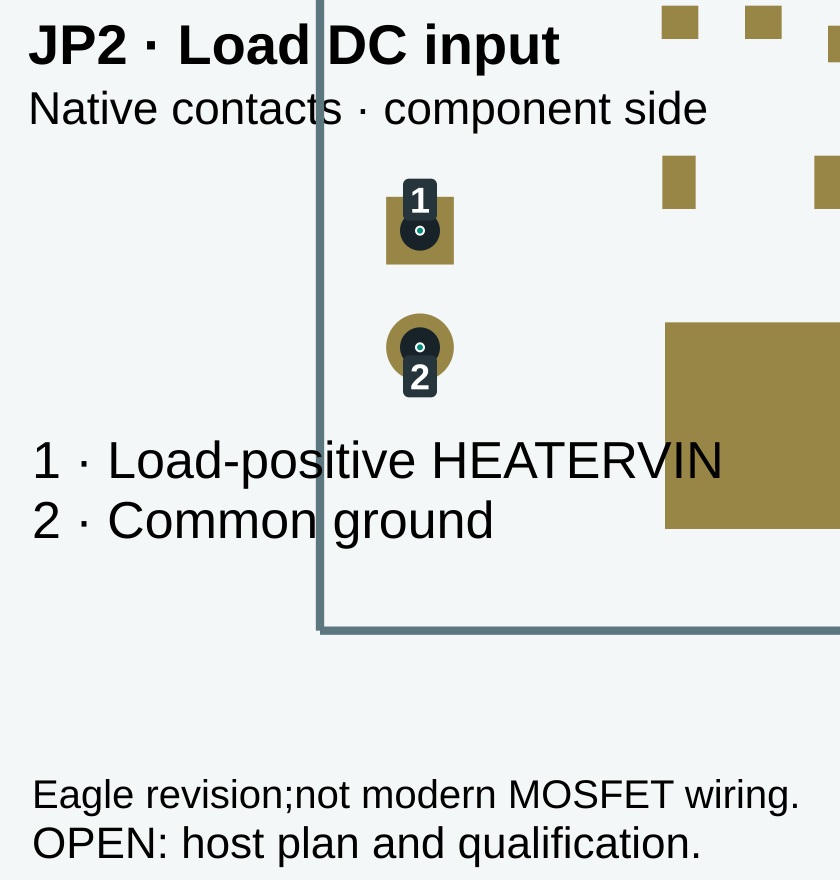 JP2 · Load DC input
Native contacts · component side
1
2
1 · Load-positive HEATERVIN
2 · Common ground
Eagle revision;not modern MOSFET wiring.
OPEN: host plan and qualification.